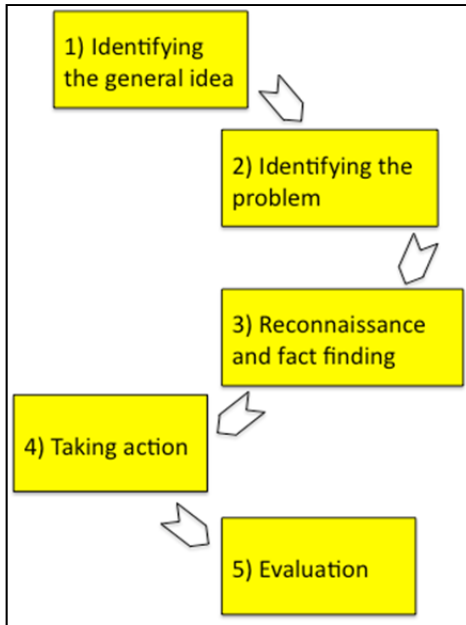 1) Identifying
the general idea
2) Identifying the
problem
3) Reconnaissance
and fact finding
4) Taking action
5) Evaluation